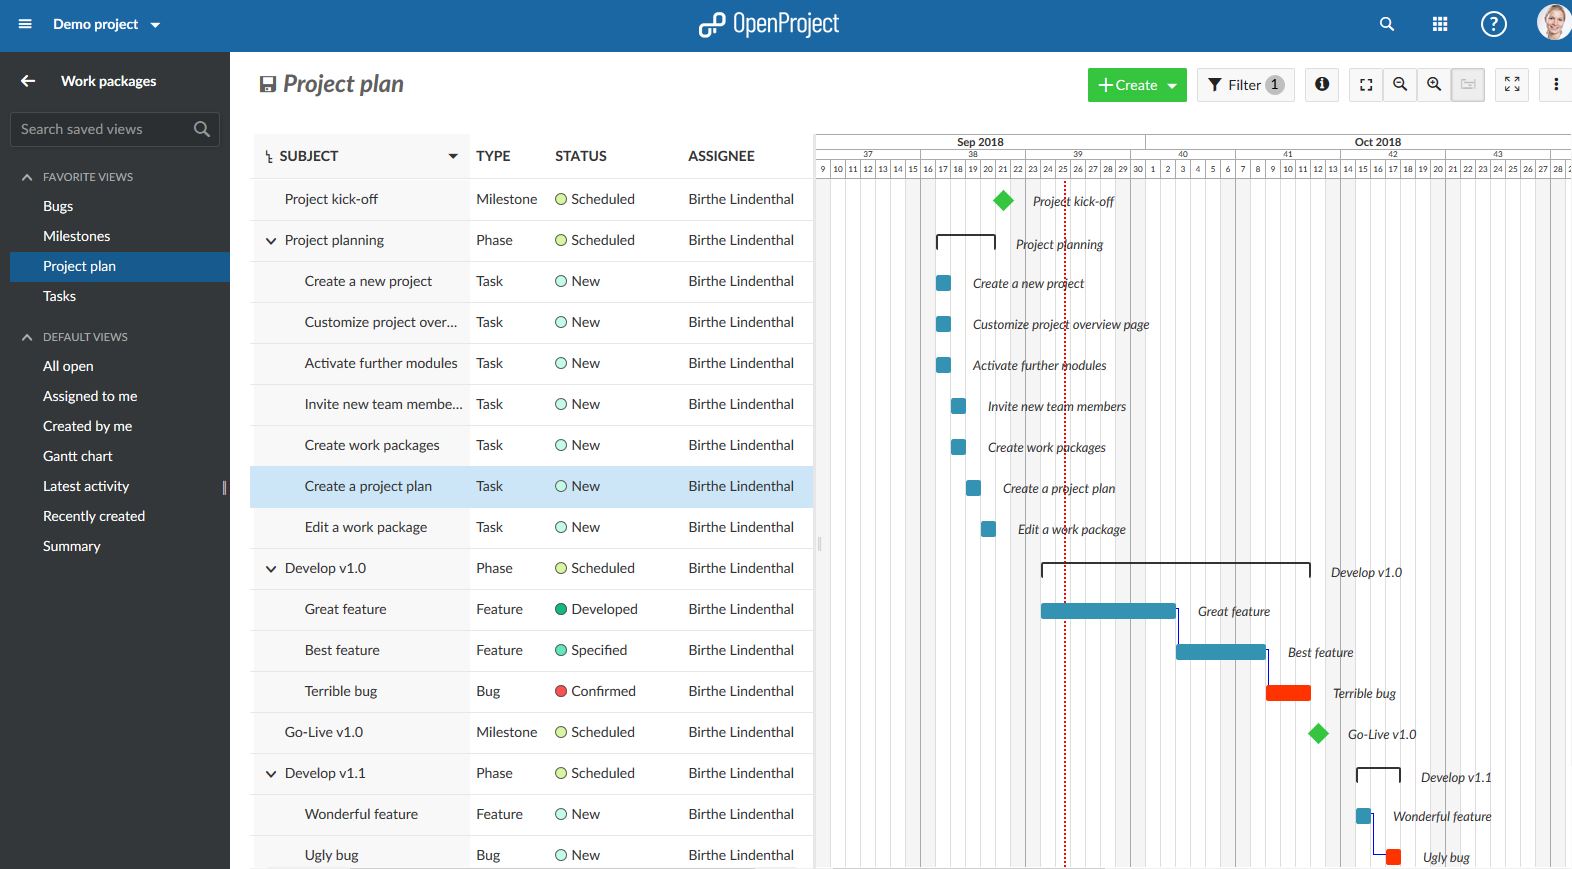 Demo project
OpenProject
?
Work packages
Project plan
+Create
Filter 1
Search saved views
FAVORITE VIEWS
Bugs
Milestones
Project plan
Tasks
DEFAULT VIEWS
All open
Assigned to me
Created by me
Gantt chart
Latest activity
Recently created
Summary
SUBJECT TYPE STATUS ASSIGNEE
Project kick-off Milestone Scheduled Birthe Lindenthal
Project planning Phase Scheduled Birthe Lindenthal
Create a new project Task New Birthe Lindenthal
Customize project over... Task New Birthe Lindenthal
Activate further modules Task New Birthe Lindenthal
Invite new team membe... Task New Birthe Lindenthal
Create work packages Task New Birthe Lindenthal
Create a project plan Task New Birthe Lindenthal
Edit a work package Task New Birthe Lindenthal
Develop v1.0 Phase Scheduled Birthe Lindenthal
Great feature Feature Developed Birthe Lindenthal
Best feature Feature Specified Birthe Lindenthal
Terrible bug Bug Confirmed Birthe Lindenthal
Go-Live v1.0 Milestone Scheduled Birthe Lindenthal
Develop v1.1 Phase Scheduled Birthe Lindenthal
Wonderful feature Feature New Birthe Lindenthal
Ugly bug Bug New Birthe Lindenthal
Sep 2018 Oct 2018
37 38 39 40 41 42 43
9 10 11 12 13 14 15 16 17 18 19 20 21 22 23 24 25 26 27 28 29 30 1 2 3 4 5 6 7 8 9 10 11 12 13 14 15 16 17 18 19 20 21 22 23 24 25 26 27 28
Project kick-off
Project planning
Create a new project
Customize project overview page
Activate further modules
Invite new team members
Create work packages
Create a project plan
Edit a work package
Develop v1.0
Great feature
Best feature
Terrible bug
Go-Live v1.0
Develop v1.1
Wonderful feature
Ugly bug